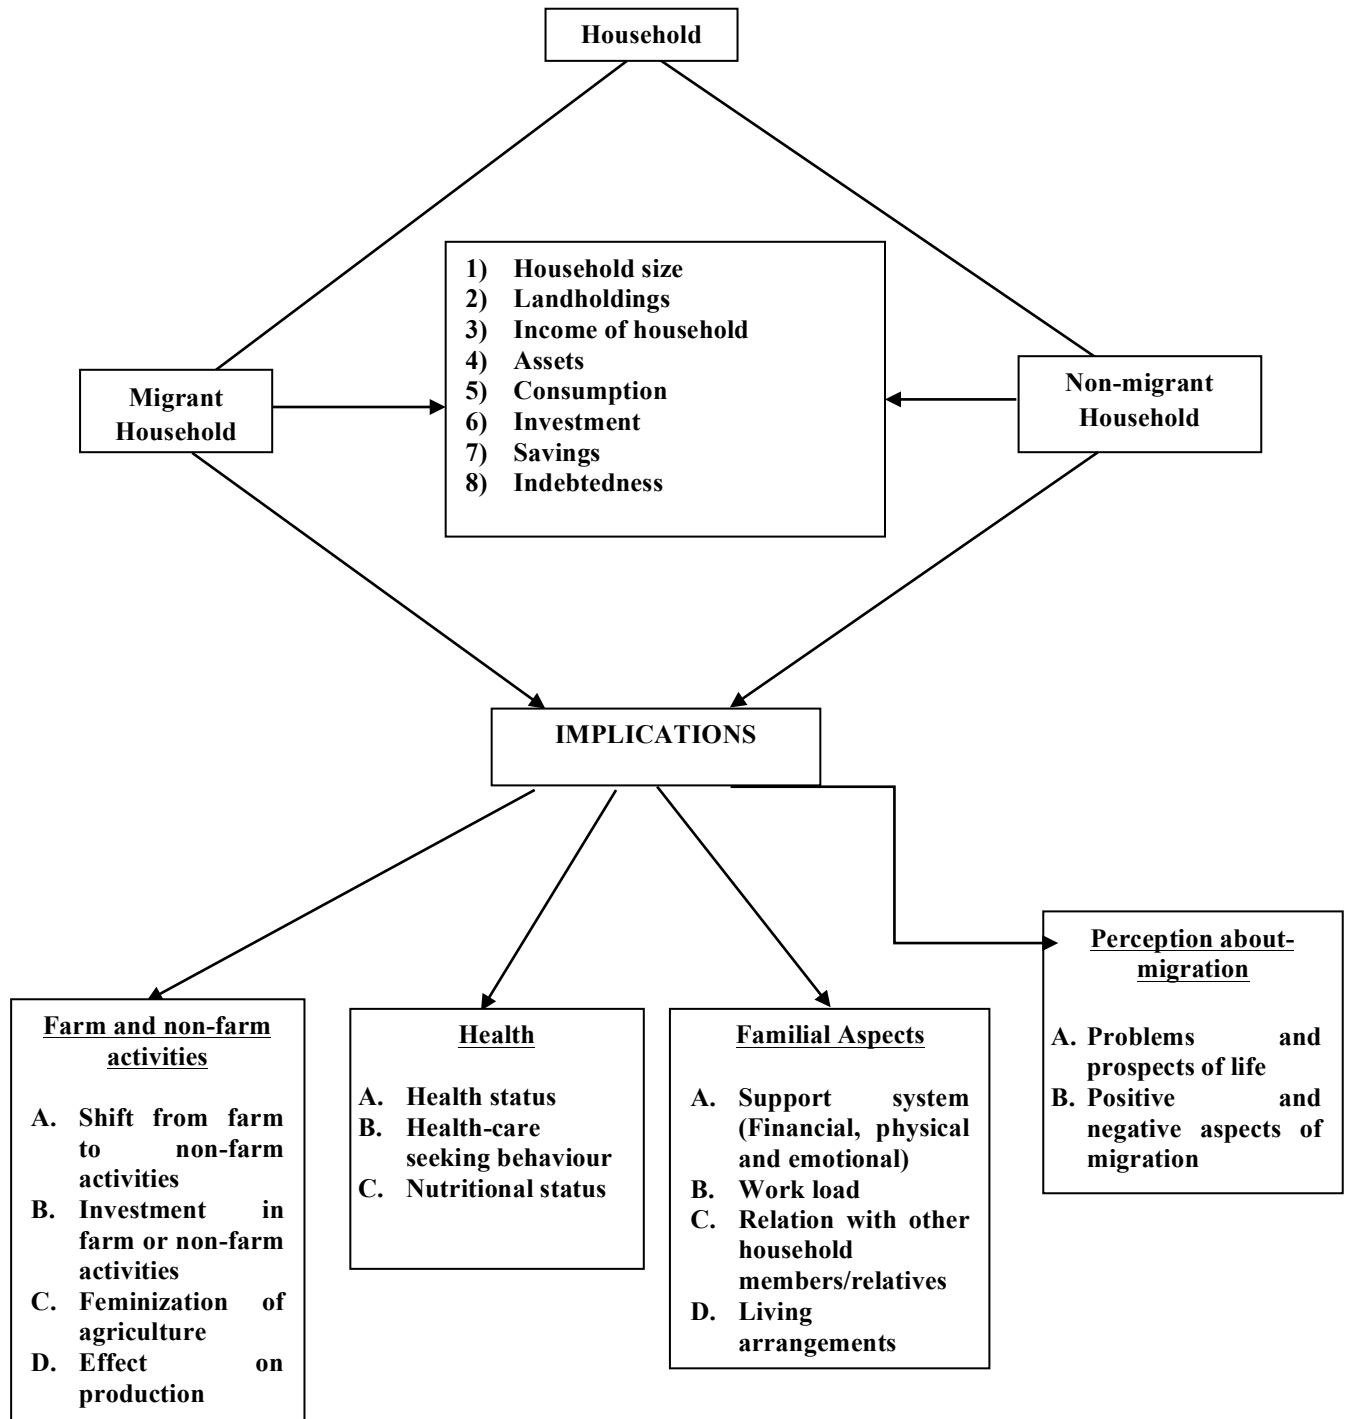 Household
1) Household size
2) Landholdings
3) Income of household
4) Assets
5) Consumption
6) Investment
7) Savings
8) Indebtedness
Migrant
Household
Non-migrant
Household
IMPLICATIONS
Farm and non-farm
activities
A. Shift from farm
to non-farm
activities
B. Investment in
farm or non-farm
activities
C. Feminization of
agriculture
D. Effect on
production
Health
A. Health status
B. Health-care
seeking behaviour
C. Nutritional status
Familial Aspects
A. Support system
(Financial, physical
and emotional)
B. Work load
C. Relation with other
household
members/relatives
D. Living
arrangements
Perception about-
migration
A. Problems and
prospects of life
B. Positive and
negative aspects of
migration